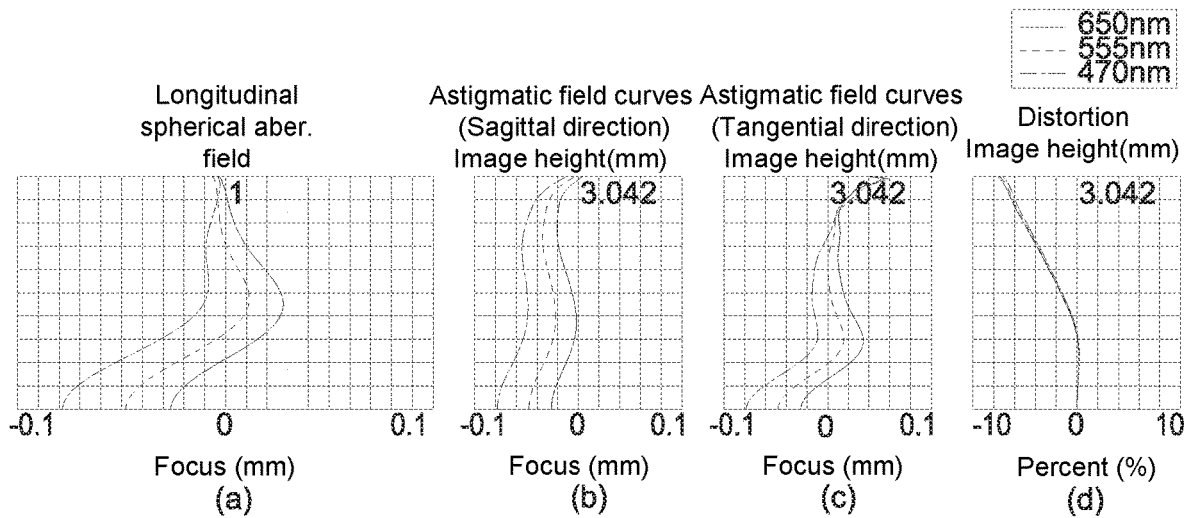 650nm
555nm
470nm
Longitudinal
spherical aber.
field
1
-0.1
0
0.1
Focus (mm)
(a)
Astigmatic field curves
(Sagittal direction)
Image height(mm)
3.042
-0.1
0
0.1
Focus (mm)
(b)
Astigmatic field curves
(Tangential direction)
Image height(mm)
3.042
-0.1
0
0.1
Focus (mm)
(c)
Distortion
Image height(mm)
3.042
-10
0
10
Percent (%)
(d)